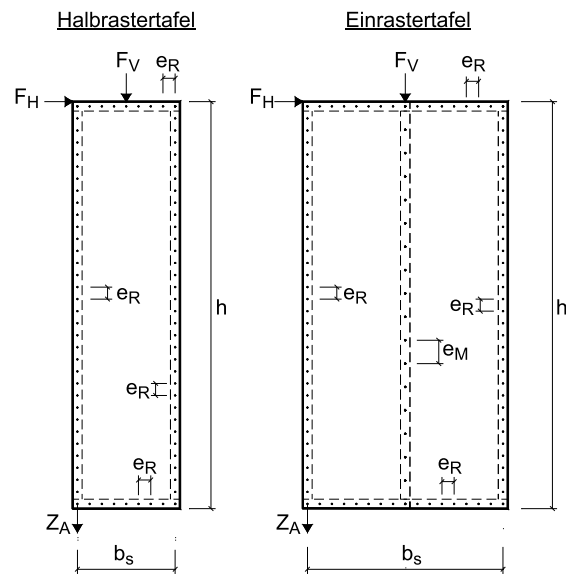 Halbrastertafel Einrastertafel
F_V e_R F_V e_R
F_H F_H
e_R h e_R e_R h
e_M
e_R
e_R e_R
Z_A Z_A
b_s b_s